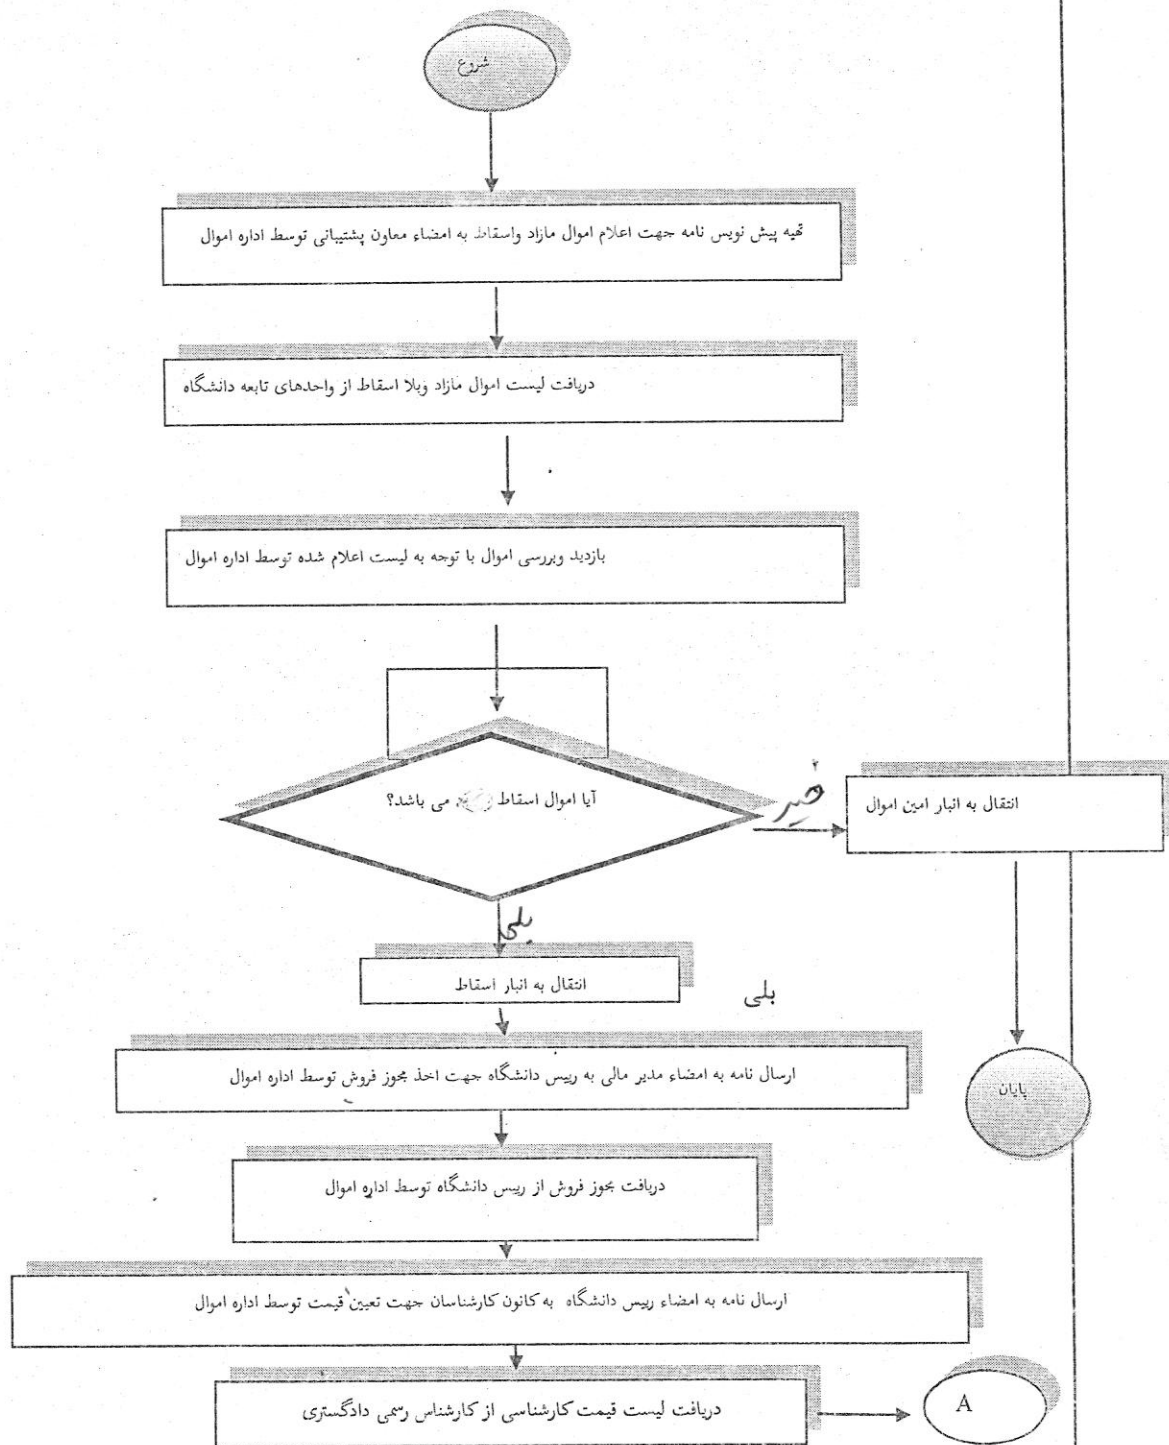 شروع
تهیه پیش نویس نامه جهت اعلام اموال مازاد واسقاط به امضاء معاون پشتیبانی توسط اداره اموال
دریافت لیست اموال مازاد وبلا اسقاط از واحدهای تابعه دانشگاه
بازدید وبررسی اموال با توجه به لیست اعلام شده توسط اداره اموال
آیا اموال اسقاط می باشد؟
خیر
انتقال به انبار امین اموال
بلی
انتقال به انبار اسقاط
بلی
ارسال نامه به امضاء مدیر مالی به رییس دانشگاه جهت اخذ مجوز فروش توسط اداره اموال
پایان
دریافت مجوز فروش از رییس دانشگاه توسط اداره اموال
ارسال نامه به امضاء رییس دانشگاه به کانون کارشناسان جهت تعیین قیمت توسط اداره اموال
دریافت لیست قیمت کارشناسی از کارشناس رسمی دادگستری
A